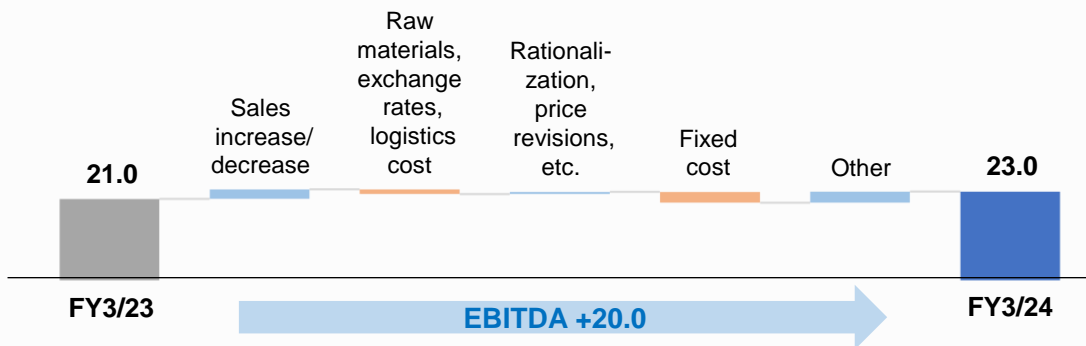 21.0
Sales
increase/
decrease
Raw
materials,
exchange
rates,
logistics
cost
Rationali-
zation,
price
revisions,
etc.
Fixed
cost
Other
23.0
FY3/23
EBITDA +20.0
FY3/24